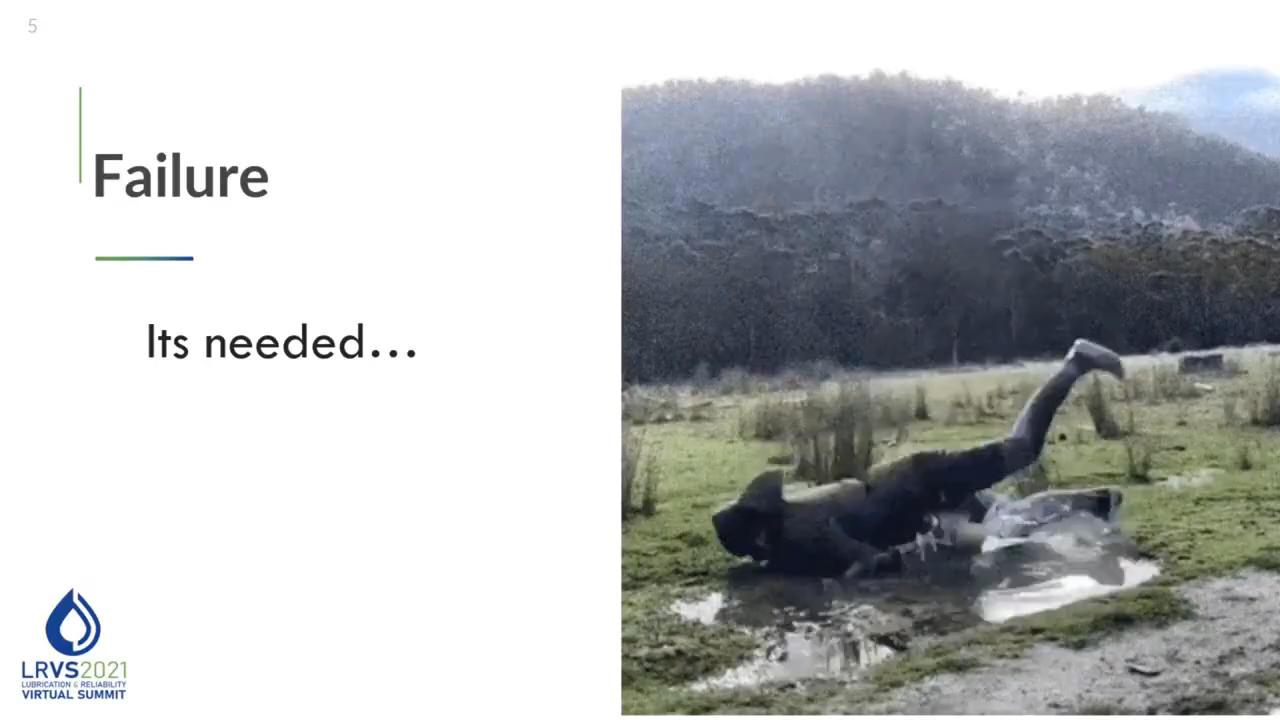 5
Failure
Its needed...
LRVS2021
LUBRICATION & RELIABILITY
VIRTUAL SUMMIT